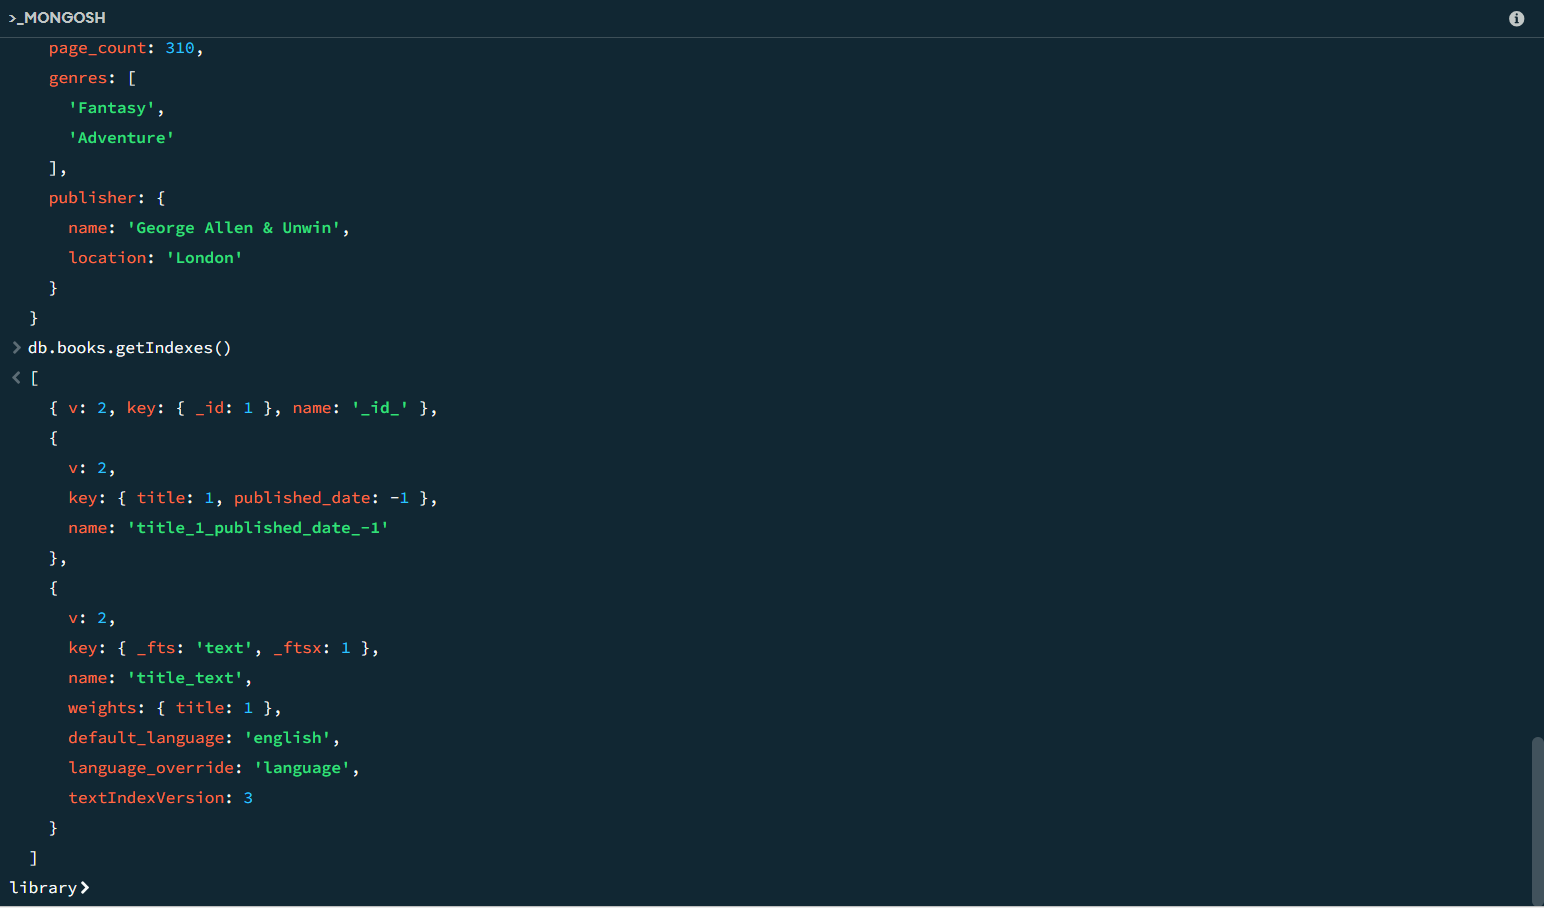 >_MONGOSH
page_count: 310,
genres: [
'Fantasy',
'Adventure'
],
publisher: {
name: 'George Allen & Unwin',
location: 'London'
}
}
> db.books.getIndexes()
< [
{ v: 2, key: { _id: 1 }, name: '_id_' },
{
v: 2,
key: { title: 1, published_date: -1 },
name: 'title_1_published_date_-1'
},
{
v: 2,
key: { _fts: 'text', _ftsx: 1 },
name: 'title_text',
weights: { title: 1 },
default_language: 'english',
language_override: 'language',
textIndexVersion: 3
}
]
library>